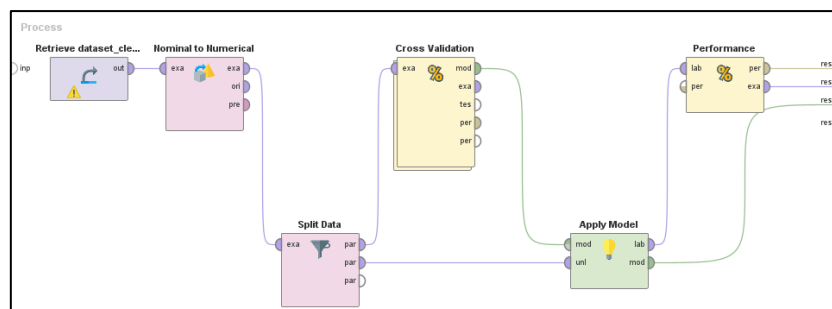 Process
Retrieve dataset_cle...
Nominal to Numerical
Cross Validation
Performance
inp
out
exa
exa
ori
pre
exa
mod
exa
tes
per
per
lab
per
per
exa
res
res
res
res
Split Data
exa
par
par
par
Apply Model
mod
unl
lab
mod